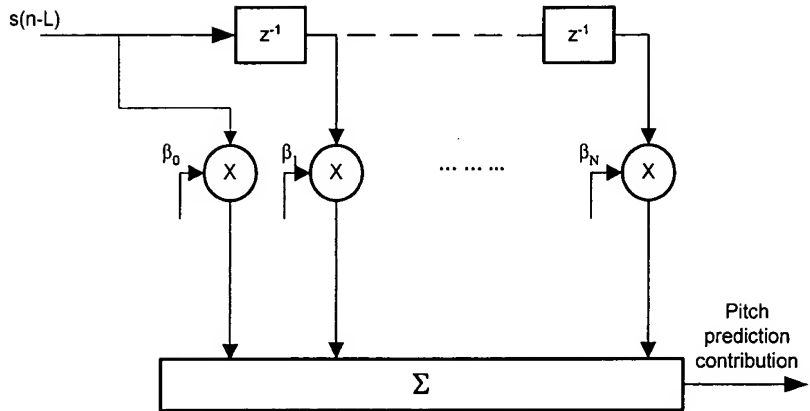 s(n-L)
z⁻¹
z⁻¹
β₀
X
β₁
X
... ... ...
β_N
X
Σ
Pitch
prediction
contribution